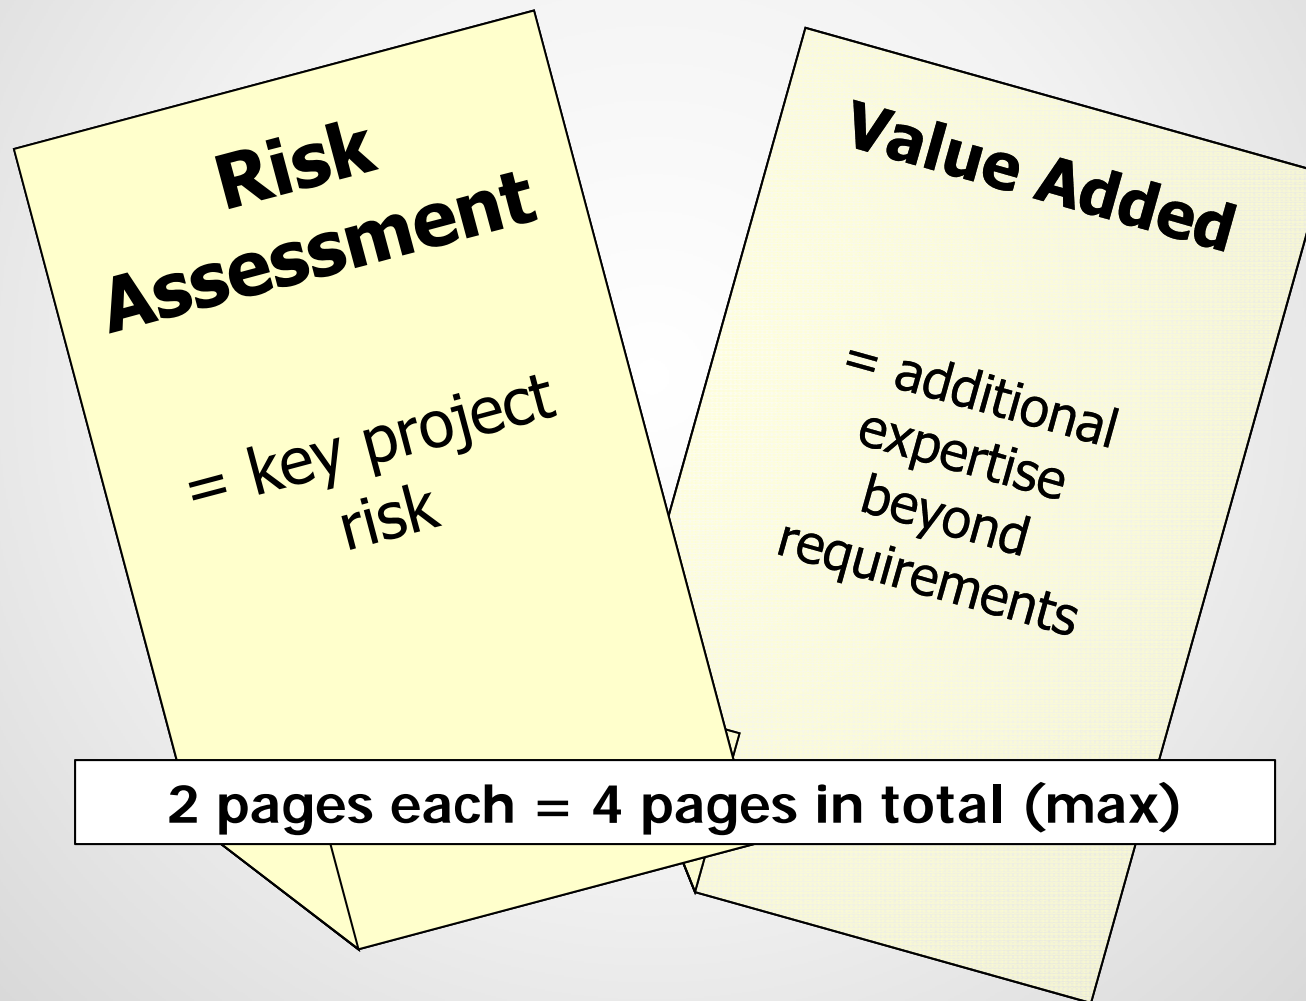 Risk
Assessment
= key project
risk
Value Added
= additional
expertise
beyond
requirements
2 pages each = 4 pages in total (max)